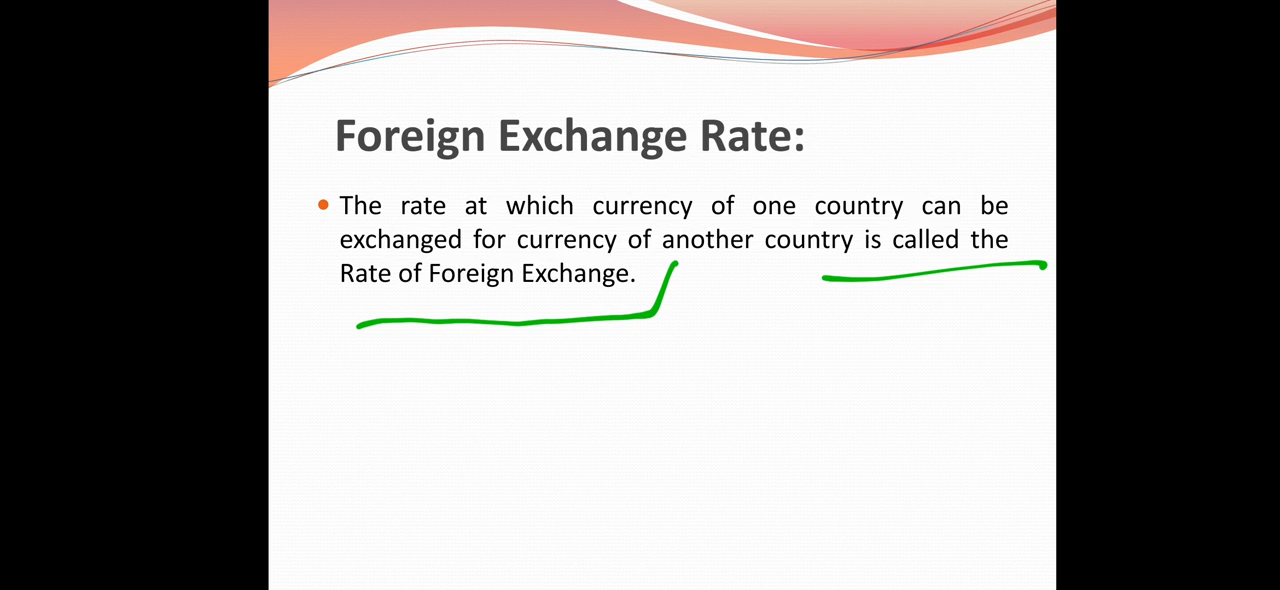 Foreign Exchange Rate:
• The rate at which currency of one country can be
exchanged for currency of another country is called the
Rate of Foreign Exchange.